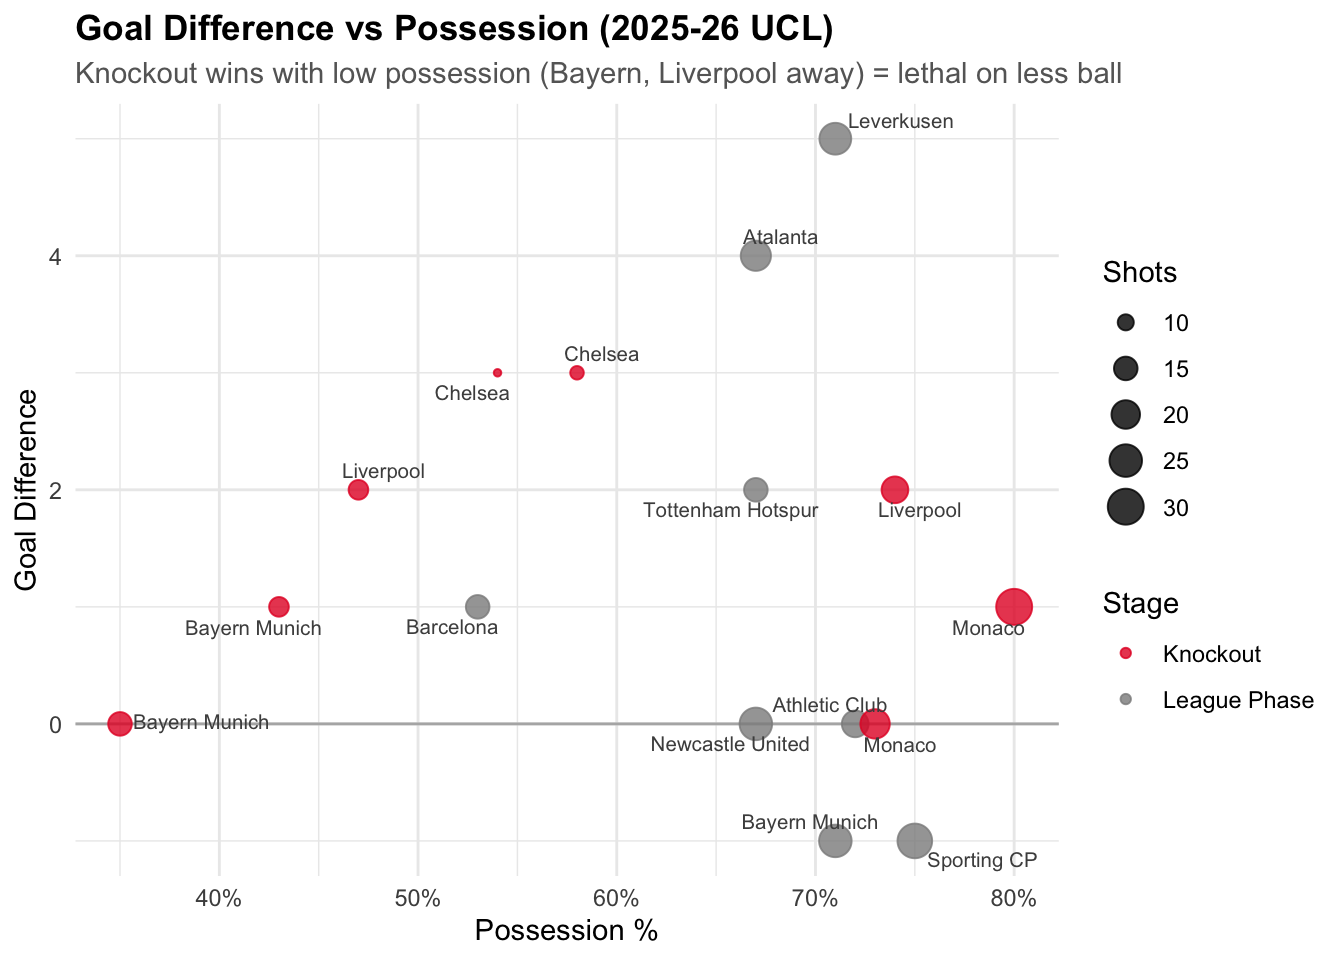 Goal Difference vs Possession (2025-26 UCL)
Knockout wins with low possession (Bayern, Liverpool away) = lethal on less ball
Leverkusen
Atalanta
4
Chelsea
Chelsea
Liverpool
2
Tottenham Hotspur
Liverpool
Bayern Munich
Barcelona
Monaco
Athletic Club
0
Bayern Munich
Newcastle United
Monaco
Bayern Munich
Sporting CP
40%
50%
60%
70%
80%
Possession %
Goal Difference
Shots
10
15
20
25
30
Stage
Knockout
League Phase